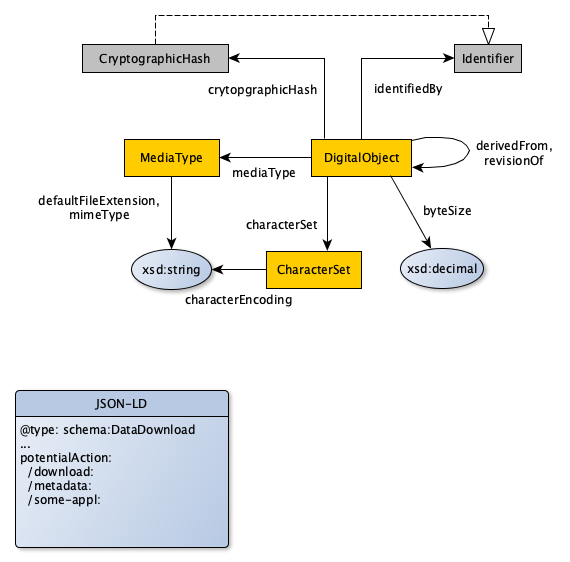 CryptographicHash
Identifier
crytopgraphicHash
identifiedBy
MediaType
DigitalObject
derivedFrom,
revisionOf
mediaType
defaultFileExtension,
mimeType
characterSet
byteSize
xsd:string
CharacterSet
xsd:decimal
characterEncoding
JSON-LD
@type: schema:DataDownload
...
potentialAction:
/download:
/metadata:
/some-appl: